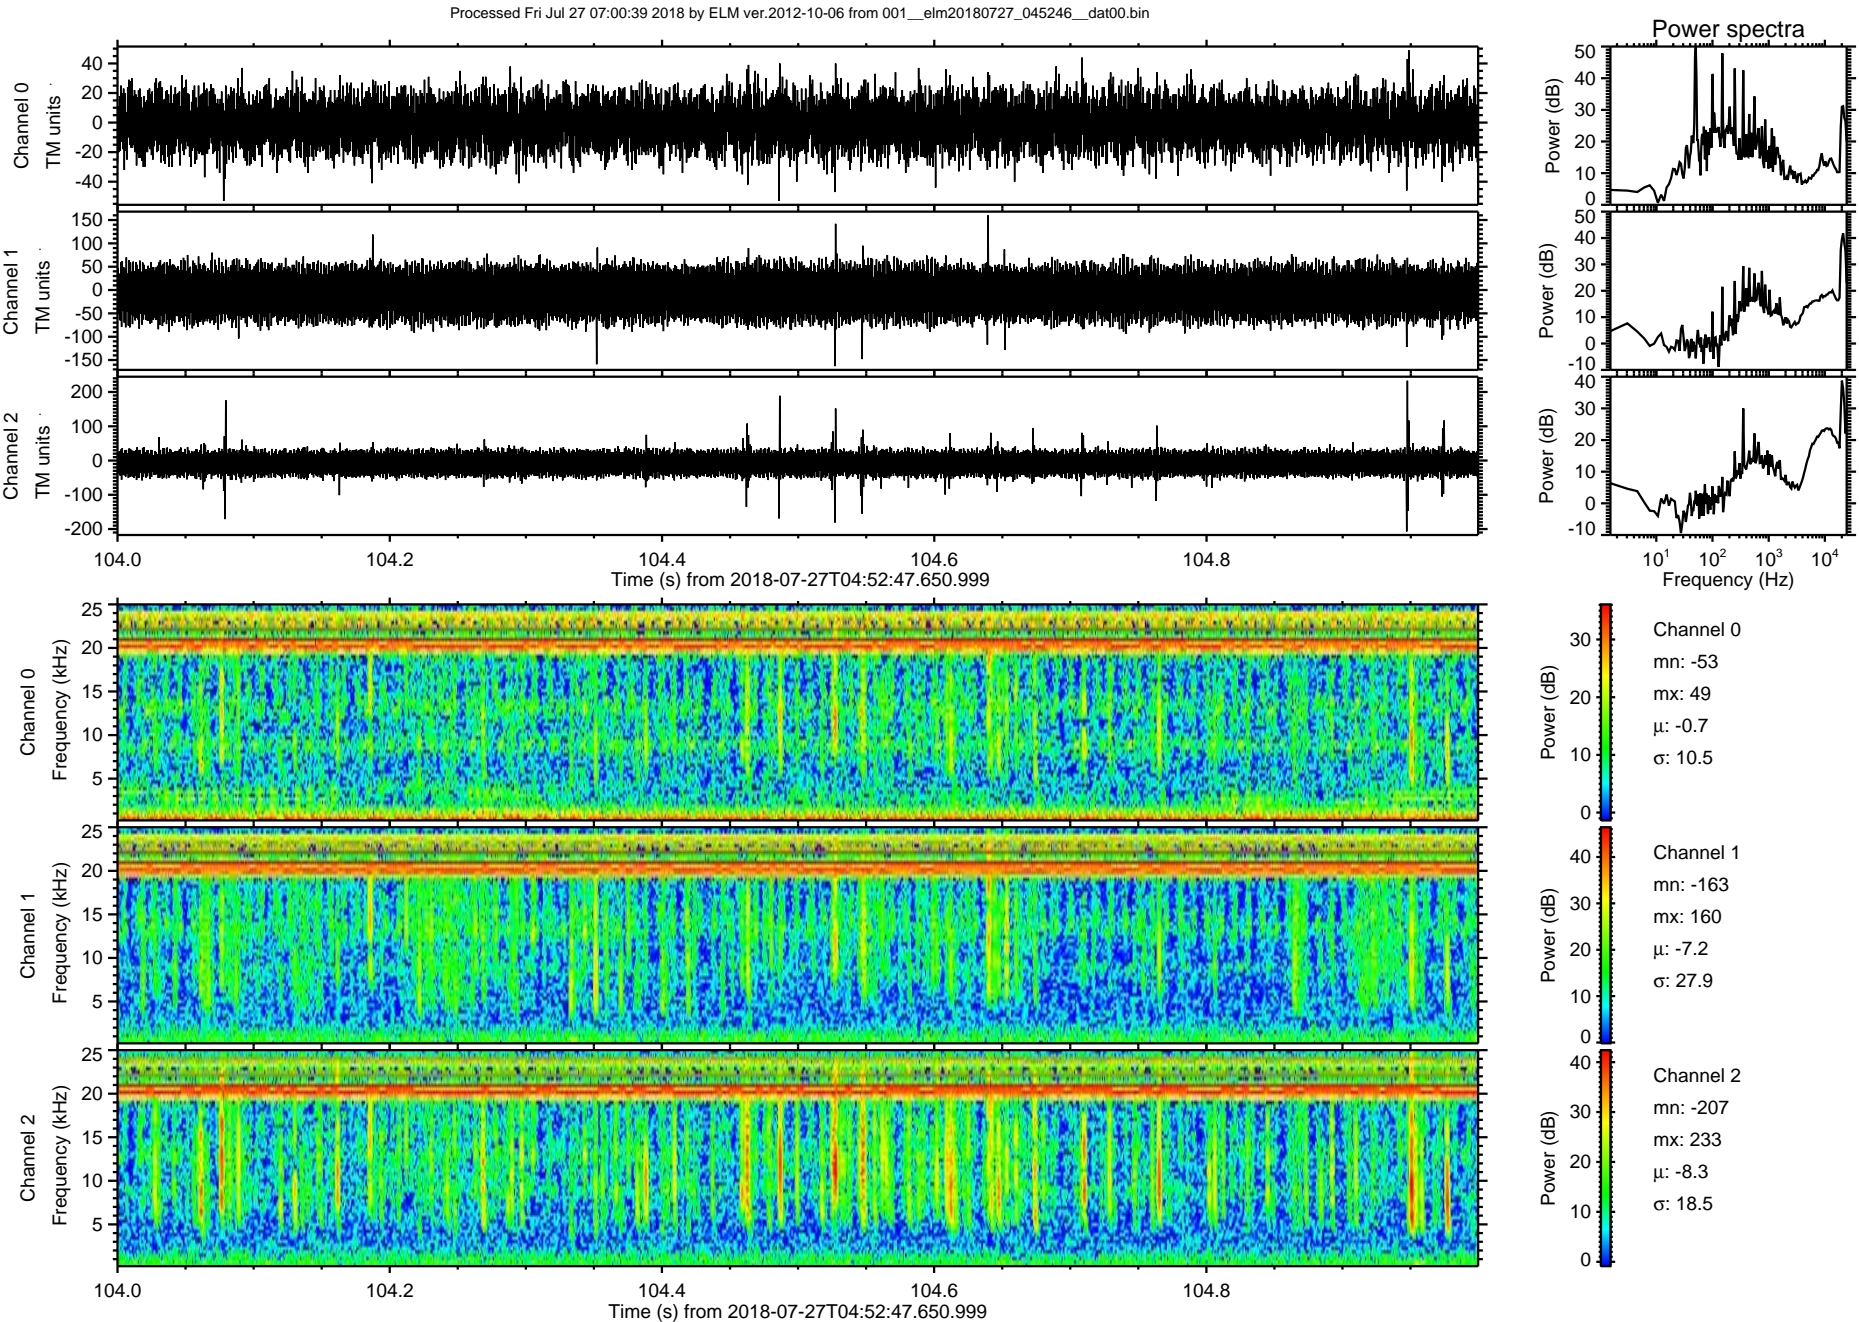 Processed Fri Jul 27 07:00:39 2018 by ELM ver.2012-10-06 from 001__elm20180727_045246__dat00.bin
Power spectra
Channel 0
TM units
40
20
0
-20
-40
Power (dB)
50
40
30
20
10
0
Channel 1
TM units
150
100
50
0
-50
-100
-150
Power (dB)
50
40
30
20
10
0
-10
Channel 2
TM units
200
100
0
-100
-200
Power (dB)
40
30
20
10
0
-10
104.0 104.2 104.4 104.6 104.8
Time (s) from 2018-07-27T04:52:47.650.999
10¹ 10² 10³ 10⁴
Frequency (Hz)
Channel 0
Frequency (kHz)
25
20
15
10
5
Power (dB)
30
20
10
0
Channel 0
mn: -53
mx: 49
μ: -0.7
σ: 10.5
Channel 1
Frequency (kHz)
25
20
15
10
5
Power (dB)
40
30
20
10
0
Channel 1
mn: -163
mx: 160
μ: -7.2
σ: 27.9
Channel 2
Frequency (kHz)
25
20
15
10
5
Power (dB)
40
30
20
10
0
Channel 2
mn: -207
mx: 233
μ: -8.3
σ: 18.5
104.0 104.2 104.4 104.6 104.8
Time (s) from 2018-07-27T04:52:47.650.999